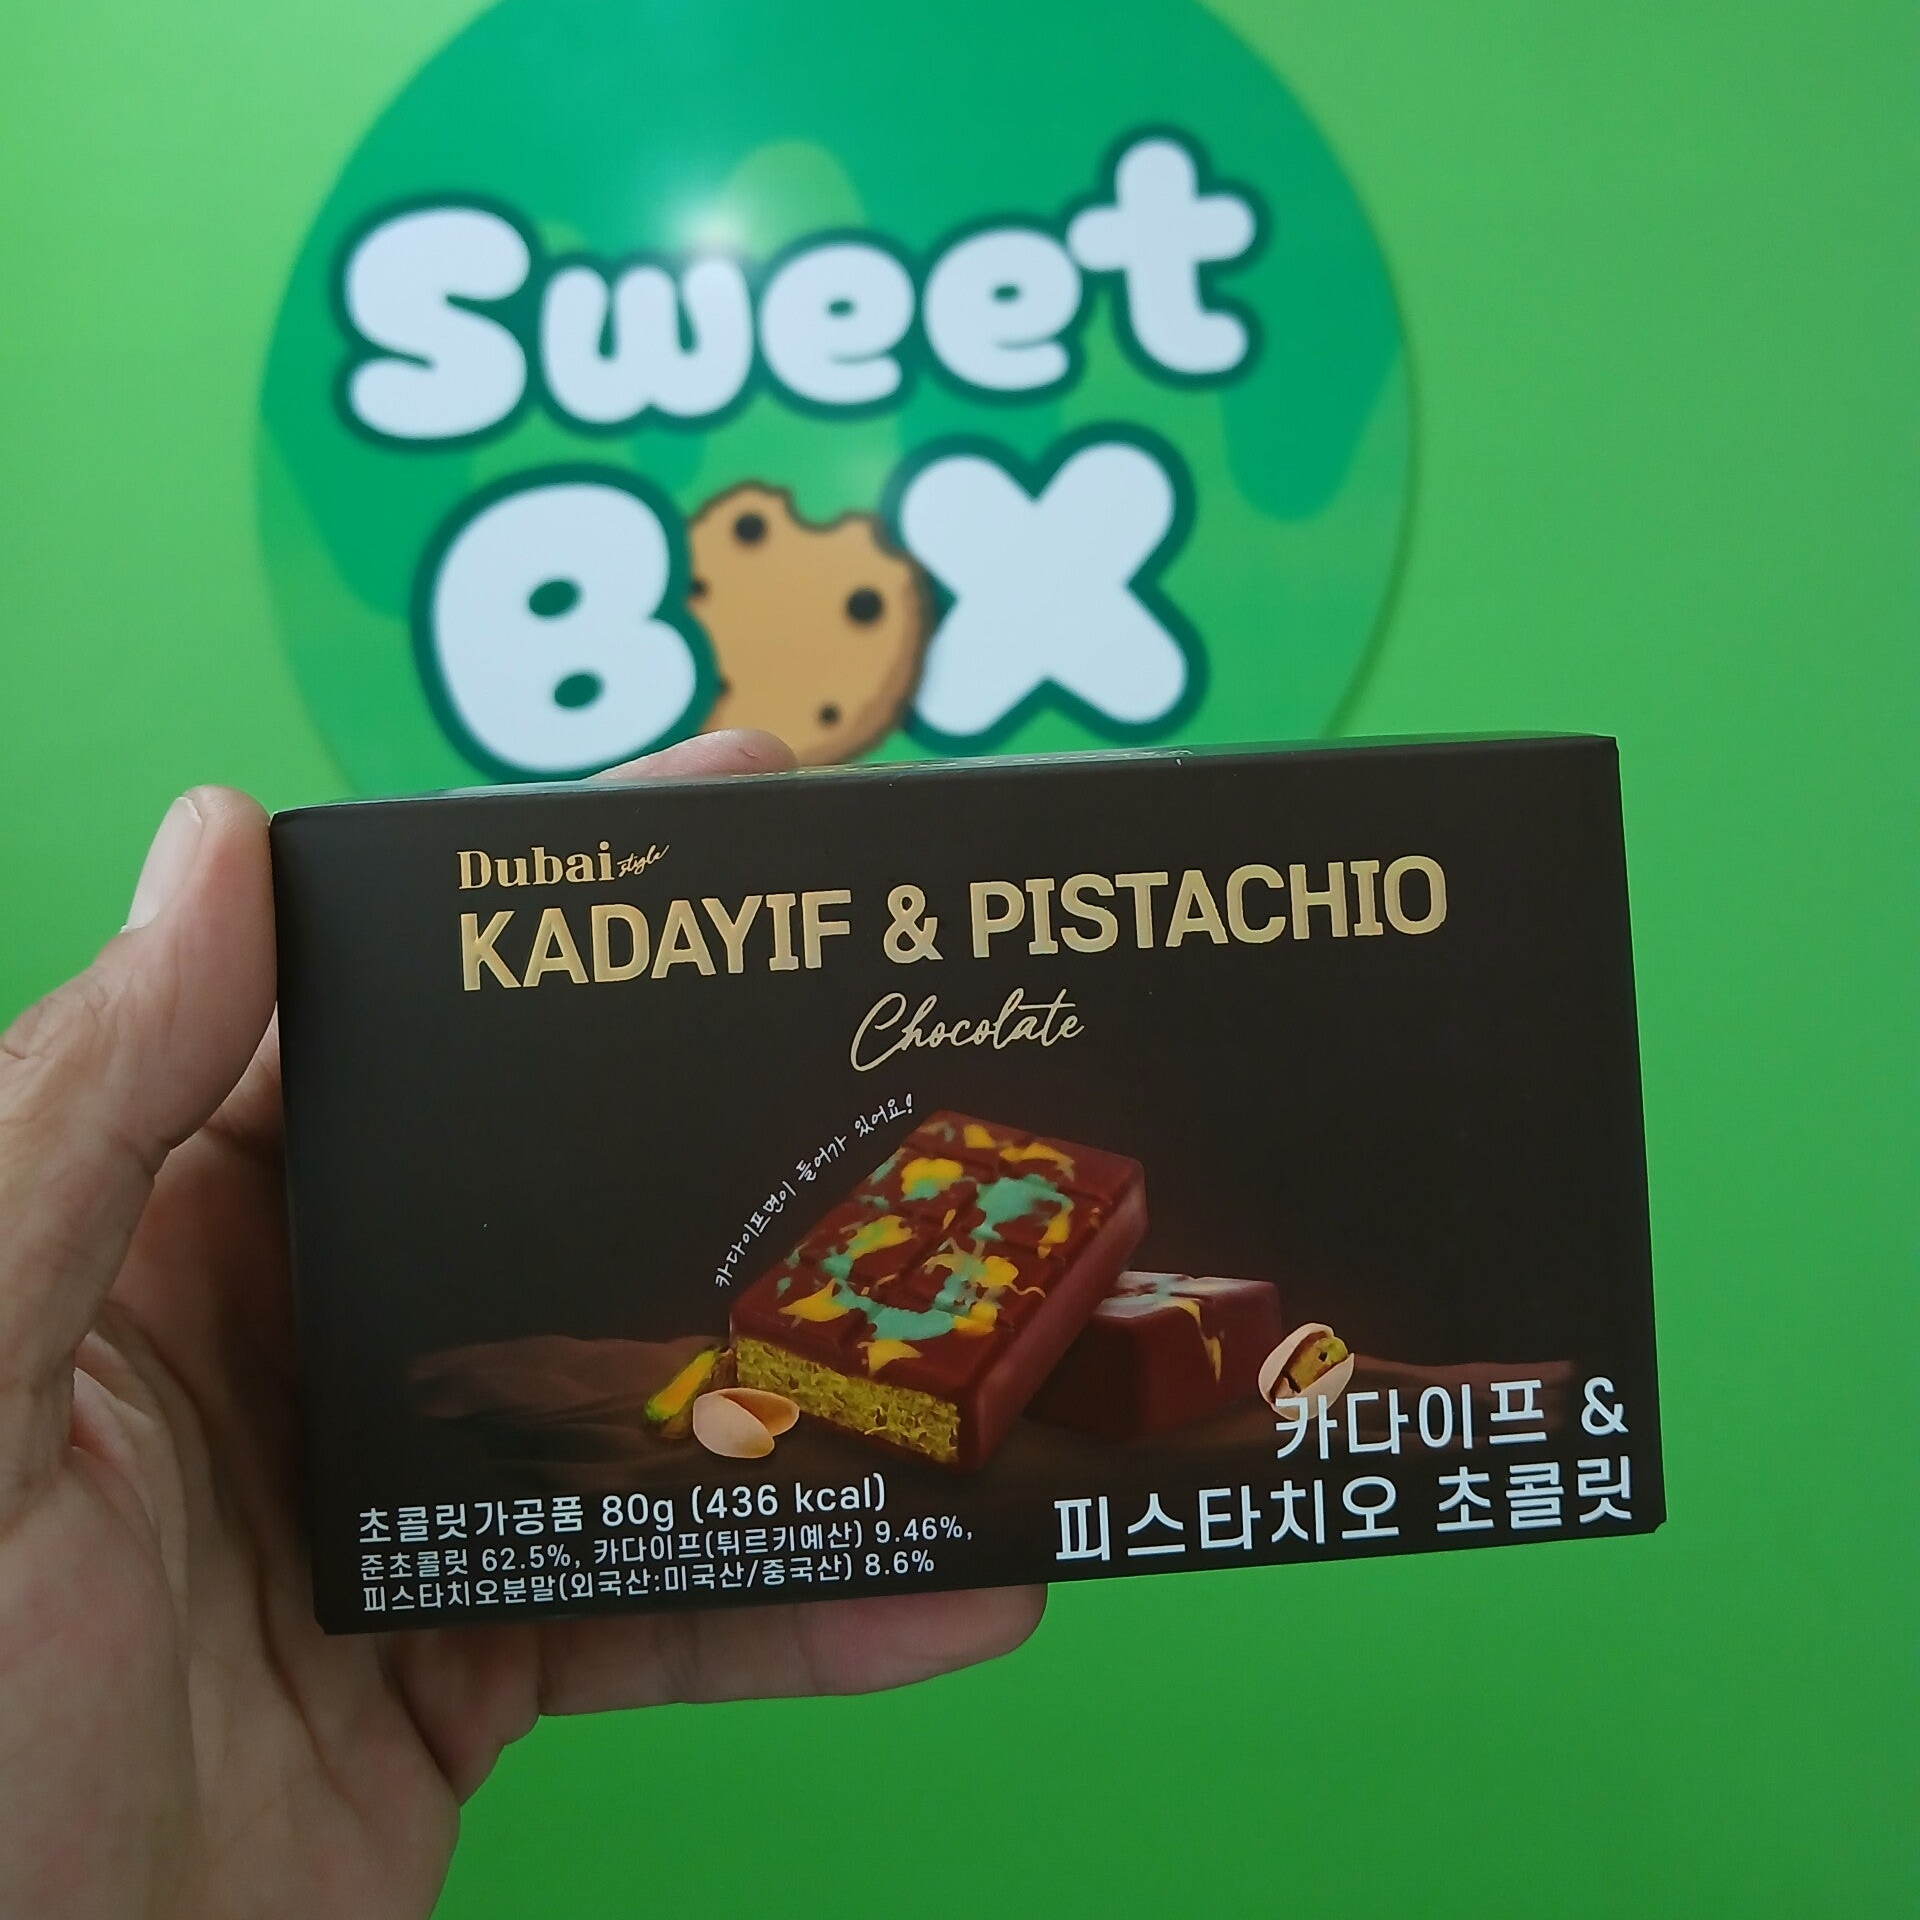 Sweet
BOX
Dubai style
KADAYIF & PISTACHIO
Chocolate
카다이프면이 들어가 있어요!
카다이프 &
피스타치오 초콜릿
초콜릿가공품 80g (436 kcal)
준초콜릿 62.5%, 카다이프(튀르키예산) 9.46%,
피스타치오분말(외국산:미국산/중국산) 8.6%